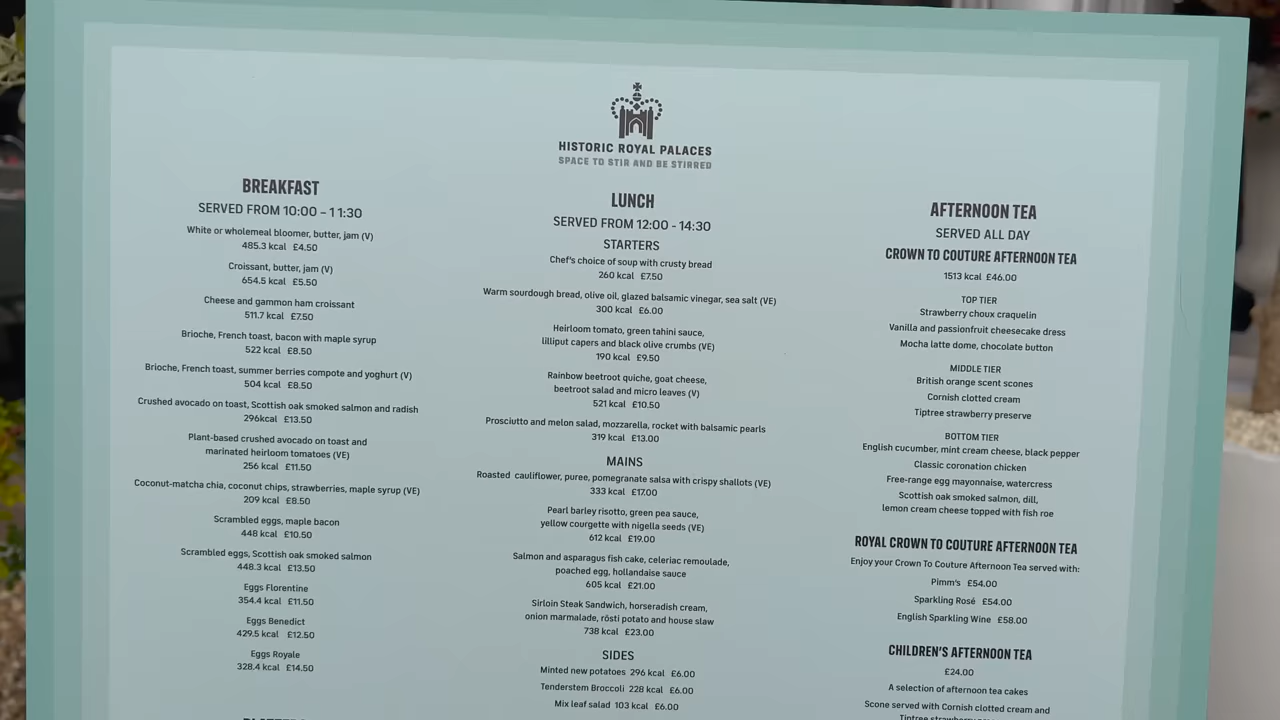 HISTORIC ROYAL PALACES
SPACE TO STIR AND BE STIRRED
BREAKFAST
SERVED FROM 10:00 - 11:30
White or wholemeal bloomer, butter, jam (V)
485.3 kcal £4.50
Croissant, butter, jam (V)
654.5 kcal £5.50
Cheese and gammon ham croissant
511.7 kcal £7.50
Brioche, French toast, bacon with maple syrup
522 kcal £8.50
Brioche, French toast, summer berries compote and yoghurt (V)
504 kcal £8.50
Crushed avocado on toast, Scottish oak smoked salmon and radish
296kcal £13.50
Plant-based crushed avocado on toast and
marinated heirloom tomatoes (VE)
256 kcal £11.50
Coconut-matcha chia, coconut chips, strawberries, maple syrup (VE)
209 kcal £8.50
Scrambled eggs, maple bacon
448 kcal £10.50
Scrambled eggs, Scottish oak smoked salmon
448.3 kcal £13.50
Eggs Florentine
354.4 kcal £11.50
Eggs Benedict
429.5 kcal £12.50
Eggs Royale
328.4 kcal £14.50
LUNCH
SERVED FROM 12:00 - 14:30
STARTERS
Chef's choice of soup with crusty bread
260 kcal £7.50
Warm sourdough bread, olive oil, glazed balsamic vinegar, sea salt (VE)
300 kcal £6.00
Heirloom tomato, green tahini sauce,
lilliput capers and black olive crumbs (VE)
190 kcal £9.50
Rainbow beetroot quiche, goat cheese,
beetroot salad and micro leaves (V)
521 kcal £10.50
Prosciutto and melon salad, mozzarella, rocket with balsamic pearls
319 kcal £13.00
MAINS
Roasted cauliflower, puree, pomegranate salsa with crispy shallots (VE)
333 kcal £17.00
Pearl barley risotto, green pea sauce,
yellow courgette with nigella seeds (VE)
612 kcal £19.00
Salmon and asparagus fish cake, celeriac remoulade,
poached egg, hollandaise sauce
605 kcal £21.00
Sirloin Steak Sandwich, horseradish cream,
onion marmalade, rösti potato and house slaw
738 kcal £23.00
SIDES
Minted new potatoes 296 kcal £6.00
Tenderstem Broccoli 228 kcal £6.00
Mix leaf salad 103 kcal £6.00
AFTERNOON TEA
SERVED ALL DAY
CROWN TO COUTURE AFTERNOON TEA
1513 kcal £46.00
TOP TIER
Strawberry choux craquelin
Vanilla and passionfruit cheesecake dress
Mocha latte dome, chocolate button
MIDDLE TIER
British orange scent scones
Cornish clotted cream
Tiptree strawberry preserve
BOTTOM TIER
English cucumber, mint cream cheese, black pepper
Classic coronation chicken
Free-range egg mayonnaise, watercress
Scottish oak smoked salmon, dill,
lemon cream cheese topped with fish roe
ROYAL CROWN TO COUTURE AFTERNOON TEA
Enjoy your Crown To Couture Afternoon Tea served with:
Pimm's £54.00
Sparkling Rosé £54.00
English Sparkling Wine £58.00
CHILDREN'S AFTERNOON TEA
£24.00
A selection of afternoon tea cakes
Scone served with Cornish clotted cream and
Tiptree strawberry